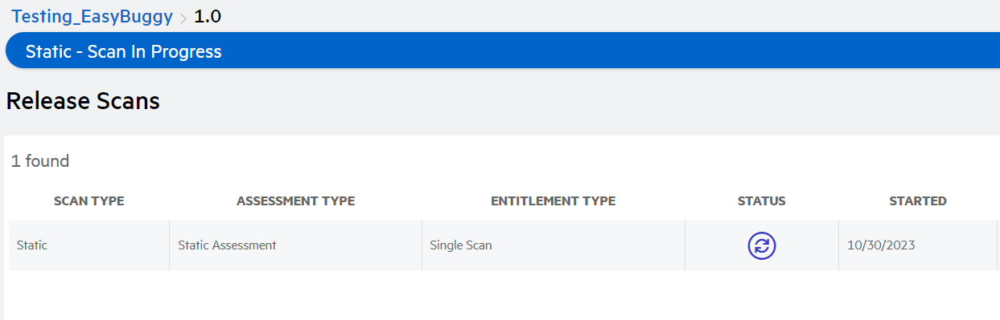 Testing_EasyBuggy > 1.0
Static - Scan In Progress
Release Scans
1 found
SCAN TYPE ASSESSMENT TYPE ENTITLEMENT TYPE STATUS STARTED
Static Static Assessment Single Scan 10/30/2023